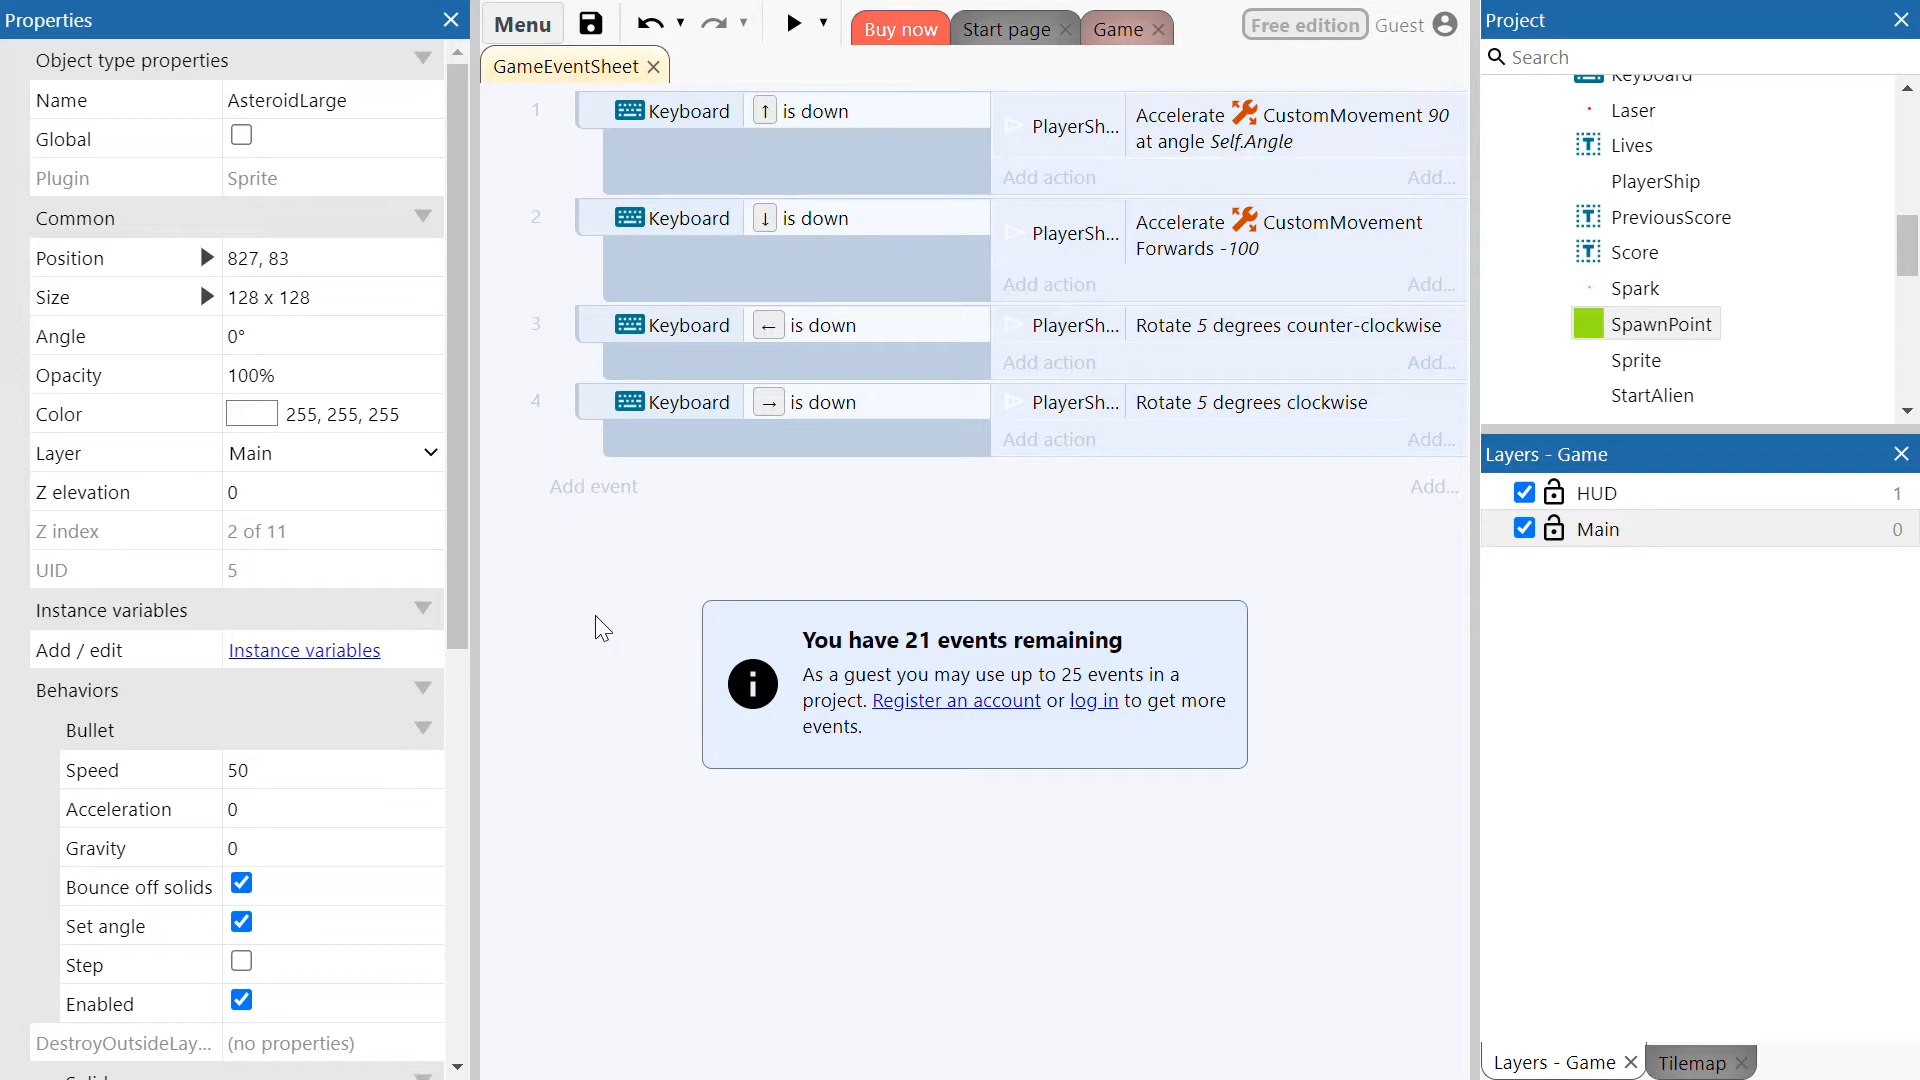 Properties
Object type properties
Name AsteroidLarge
Global
Plugin Sprite
Common
Position 827, 83
Size 128 x 128
Angle 0°
Opacity 100%
Color 255, 255, 255
Layer Main
Z elevation 0
Z index 2 of 11
UID 5
Instance variables
Add / edit Instance variables
Behaviors
Bullet
Speed 50
Acceleration 0
Gravity 0
Bounce off solids
Set angle
Step
Enabled
DestroyOutsideLay... (no properties)
Menu
Buy now
Start page
Game
Free edition
Guest
GameEventSheet
1 Keyboard ↑ is down
PlayerSh... Accelerate CustomMovement 90
at angle Self.Angle
Add action Add...
2 Keyboard ↓ is down
PlayerSh... Accelerate CustomMovement
Forwards -100
Add action Add...
3 Keyboard ← is down PlayerSh... Rotate 5 degrees counter-clockwise
Add action Add...
4 Keyboard → is down PlayerSh... Rotate 5 degrees clockwise
Add action Add...
Add event Add...
You have 21 events remaining
As a guest you may use up to 25 events in a
project. Register an account or log in to get more
events.
Project
Search
Keyboard
Laser
Lives
PlayerShip
PreviousScore
Score
Spark
SpawnPoint
Sprite
StartAlien
Layers - Game
HUD 1
Main 0
Layers - Game
Tilemap